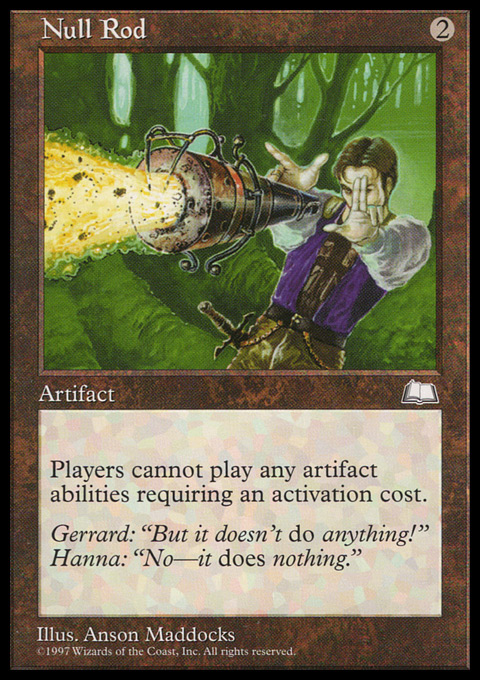 Null Rod 2
Artifact
Players cannot play any artifact
abilities requiring an activation cost.
Gerrard: “But it doesn’t do anything!”
Hanna: “No—it does nothing.”
Illus. Anson Maddocks
©1997 Wizards of the Coast, Inc. All rights reserved.